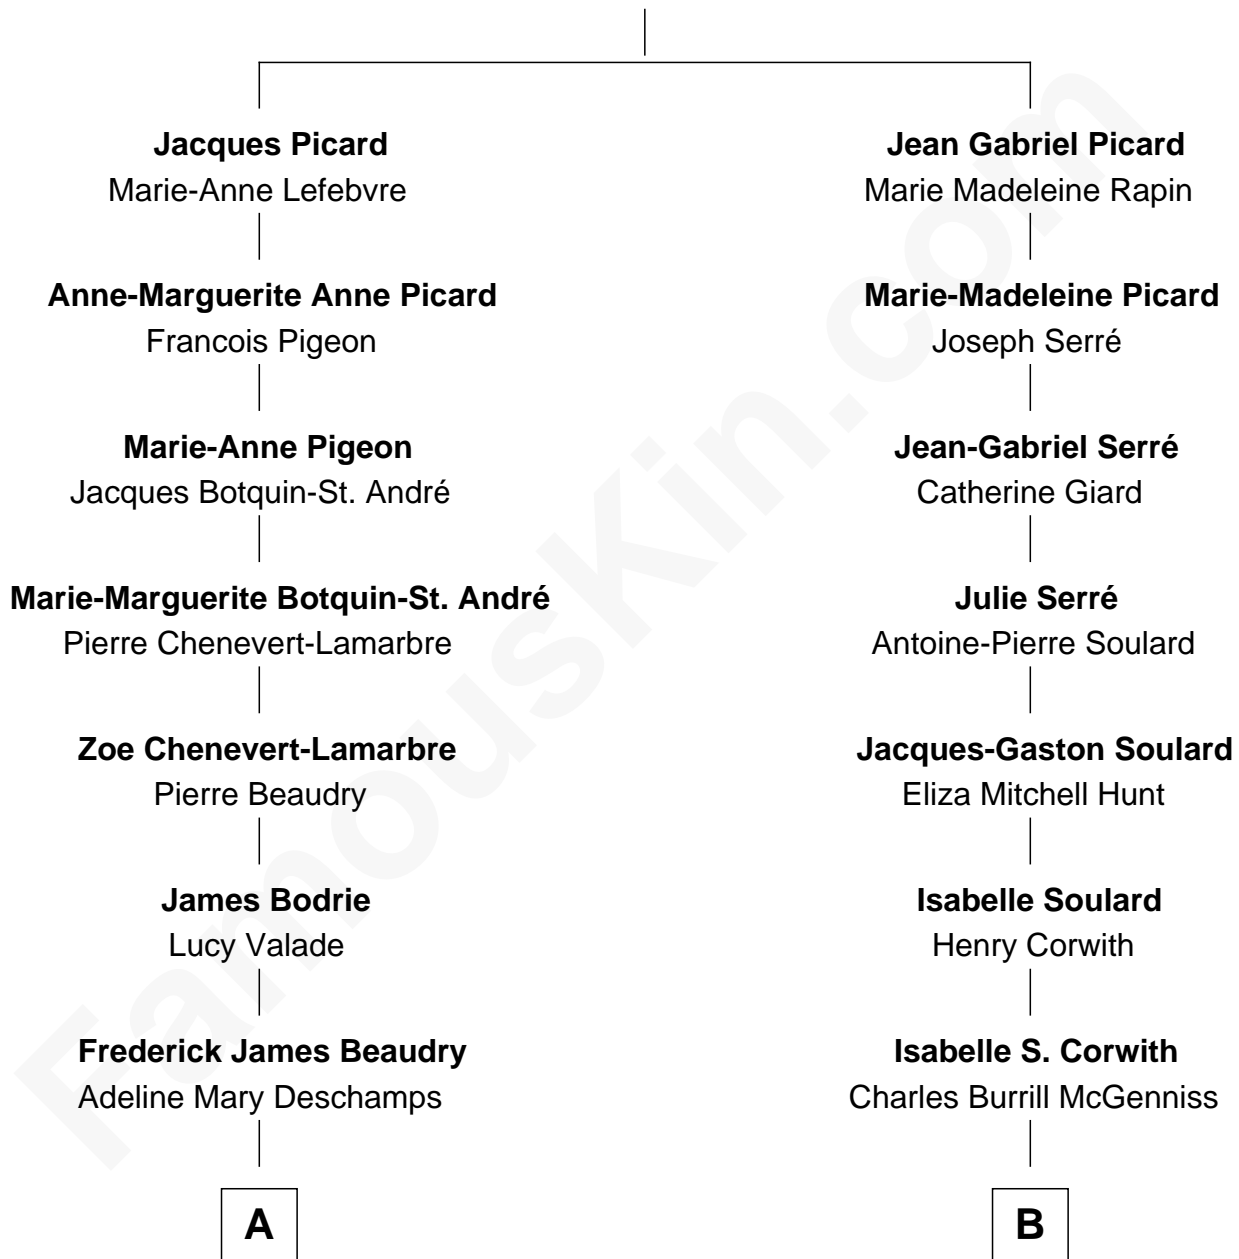 Jacques Picard
Marie-Anne Lefebvre
Anne-Marguerite Anne Picard
Francois Pigeon
Marie-Anne Pigeon
Jacques Botquin-St. André
Marie-Marguerite Botquin-St. André
Pierre Chenevert-Lamarbre
Zoe Chenevert-Lamarbre
Pierre Beaudry
James Bodrie
Lucy Valade
Frederick James Beaudry
Adeline Mary Deschamps
A
Jean Gabriel Picard
Marie Madeleine Rapin
Marie-Madeleine Picard
Joseph Serré
Jean-Gabriel Serré
Catherine Giard
Julie Serré
Antoine-Pierre Soulard
Jacques-Gaston Soulard
Eliza Mitchell Hunt
Isabelle Soulard
Henry Corwith
Isabelle S. Corwith
Charles Burrill McGenniss
B
FamousKin.com